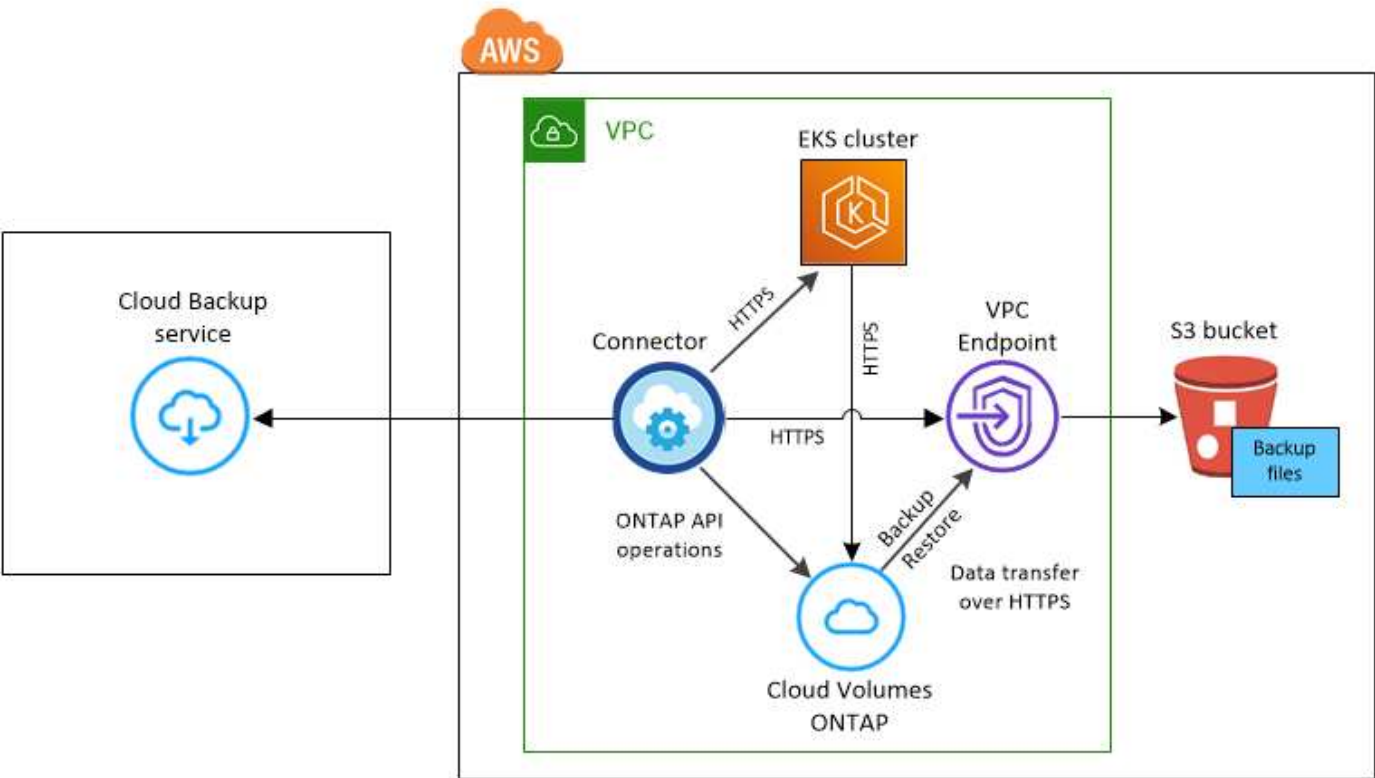 AWS
VPC
EKS cluster
Cloud Backup
service
Connector
HTTPS
HTTPS
VPC
Endpoint
S3 bucket
HTTPS
Backup
files
ONTAP API
operations
Backup
Restore
Data transfer
over HTTPS
Cloud Volumes
ONTAP
K